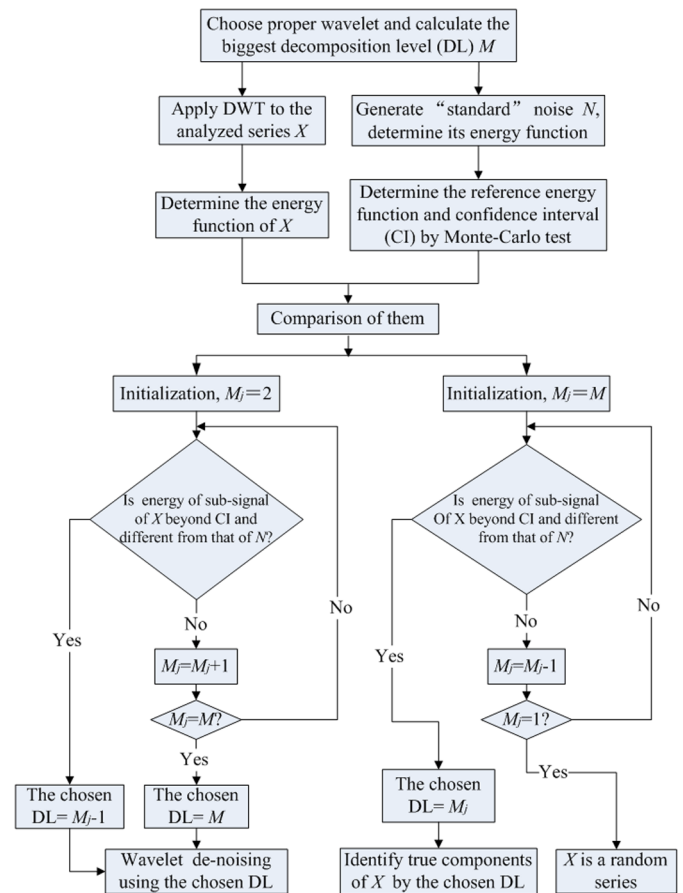 Choose proper wavelet and calculate the
biggest decomposition level (DL) M
Apply DWT to the
analyzed series X
Generate “standard” noise N,
determine its energy function
Determine the energy
function of X
Determine the reference energy
function and confidence interval
(CI) by Monte-Carlo test
Comparison of them
Initialization, Mj=2
Initialization, Mj=M
Is energy of sub-signal
of X beyond CI and
different from that of N?
Is energy of sub-signal
Of X beyond CI and different
from that of N?
Yes
No
No
Yes
No
No
Mj=Mj+1
Mj=M?
Yes
Mj=Mj-1
Mj=1?
Yes
The chosen
DL= Mj-1
The chosen
DL= M
The chosen
DL= Mj
Wavelet de-noising
using the chosen DL
Identify true components
of X by the chosen DL
X is a random
series